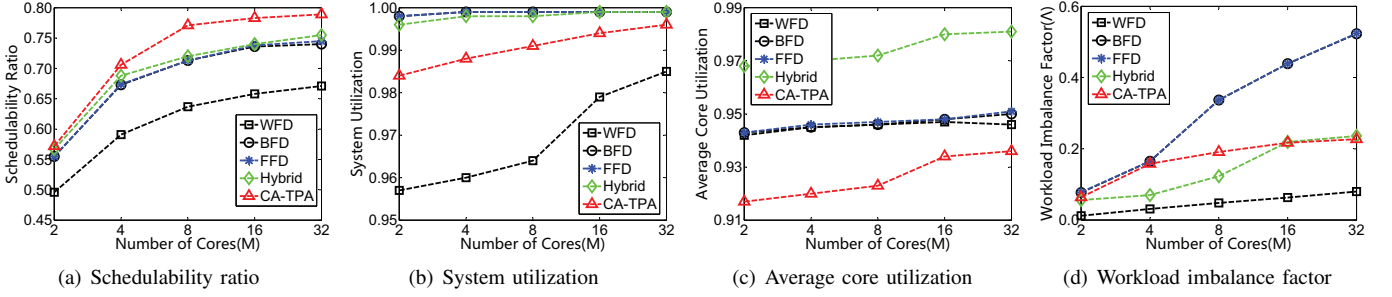 Schedulability Ratio
0.80
0.75
0.70
0.65
0.60
0.55
0.50
0.45
WFD
BFD
FFD
Hybrid
CA-TPA
2
4
8
16
32
Number of Cores(M)
(a) Schedulability ratio
System Utilization
1.00
0.99
0.98
0.97
0.96
0.95
WFD
BFD
FFD
Hybrid
CA-TPA
2
4
8
16
32
Number of Cores(M)
(b) System utilization
Average Core Utilization
0.99
0.97
0.95
0.93
0.91
WFD
BFD
FFD
Hybrid
CA-TPA
2
4
8
16
32
Number of Cores(M)
(c) Average core utilization
Workload Imbalance Factor(Λ)
0.6
0.4
0.2
0.0
WFD
BFD
FFD
Hybrid
CA-TPA
2
4
8
16
32
Number of Cores(M)
(d) Workload imbalance factor